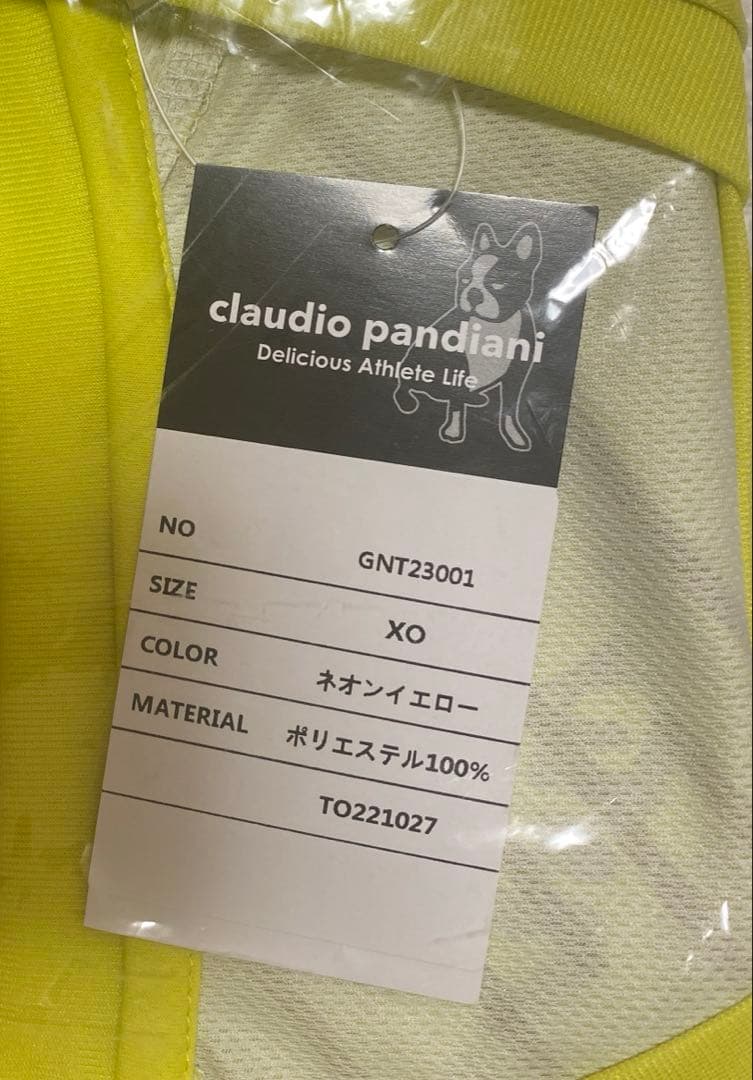 claudio pandiani
Delicious Athlete Life
NO GNT23001
SIZE XO
COLOR ネオンイエロー
MATERIAL ポリエステル100%
TO221027